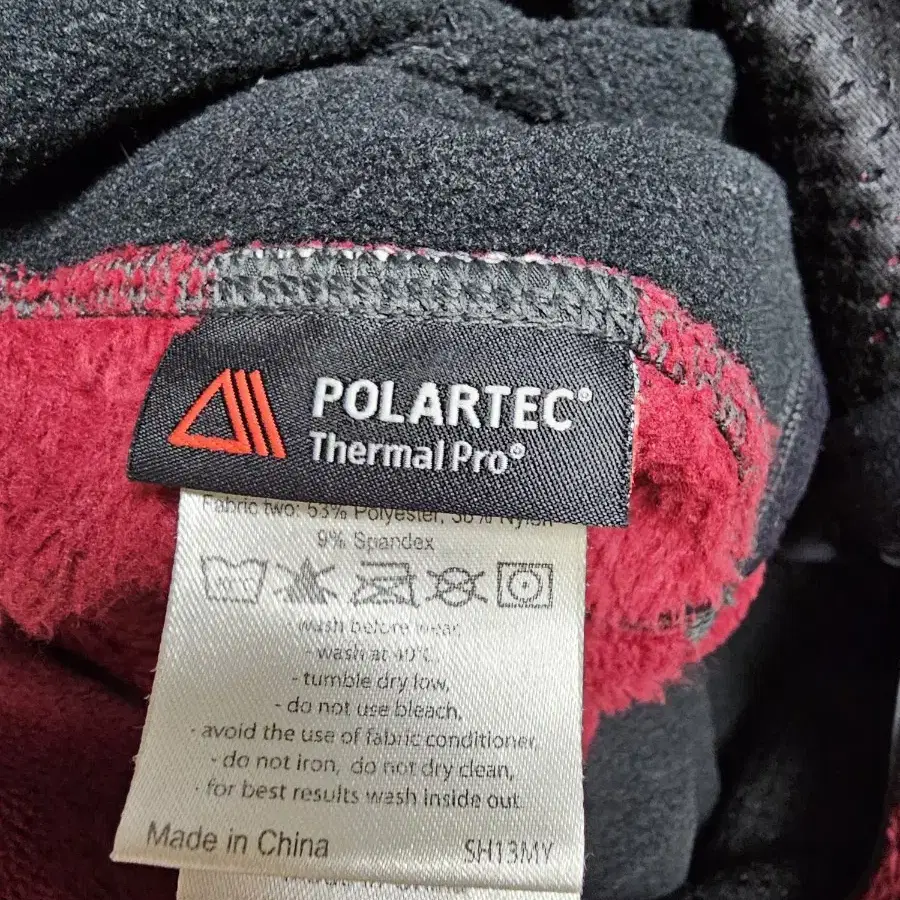 POLARTEC®
Thermal Pro®
Fabric two: 53% Polyester, 38% Nylon
9% Spandex
- wash before wear,
- wash at 40°C,
- tumble dry low,
- do not use bleach,
- avoid the use of fabric conditioner,
- do not iron, do not dry clean,
- for best results wash inside out.
Made in China
SH13MY